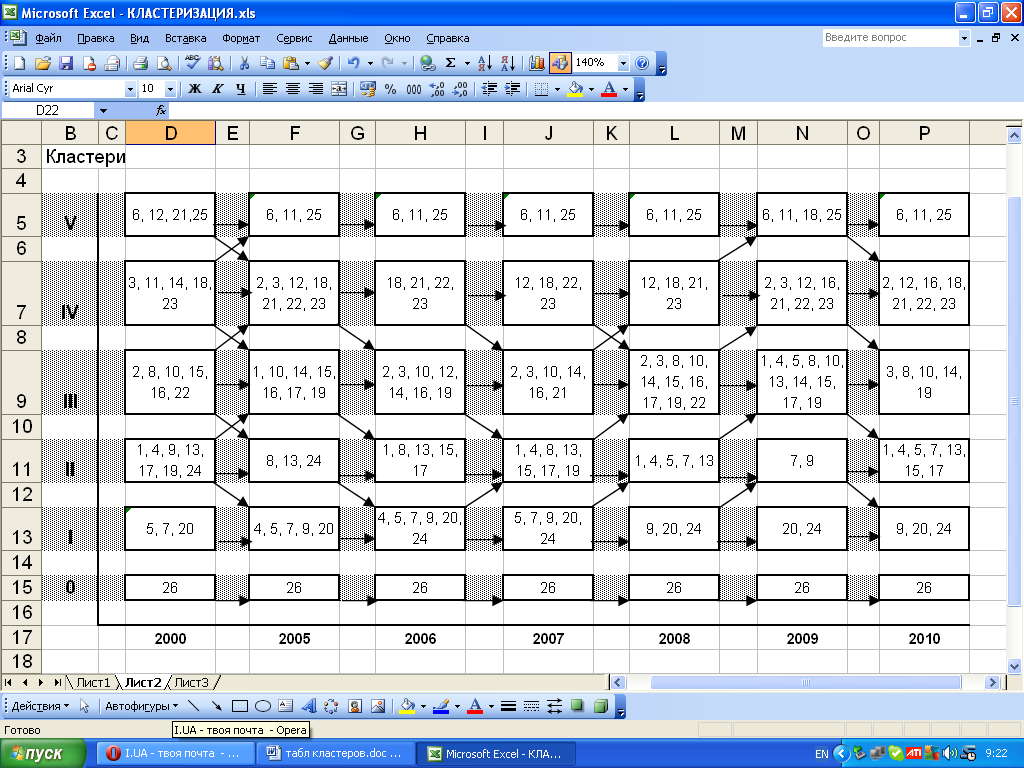 Microsoft Excel - КЛАСТЕРИЗАЦИЯ.xls
Файл Правка Вид Вставка Формат Сервис Данные Окно Справка Введите вопрос
140%
Arial Cyr 10 Ж К Ч % 000
D22 fx
B C D E F G H I J K L M N O P
3 Кластери
4
5 V 6, 12, 21,25 6, 11, 25 6, 11, 25 6, 11, 25 6, 11, 25 6, 11, 18, 25 6, 11, 25
6
3, 11, 14, 18, 2, 3, 12, 18, 18, 21, 22, 12, 18, 22, 12, 18, 21, 2, 3, 12, 16, 2, 12, 16, 18,
7 IV 23 21, 22, 23 23 23 23 21, 22, 23 21, 22, 23
8
2, 8, 10, 15, 1, 10, 14, 15, 2, 3, 10, 12, 2, 3, 10, 14, 2, 3, 8, 10, 1, 4, 5, 8, 10, 3, 8, 10, 14,
16, 22 16, 17, 19 14, 16, 19 16, 21 14, 15, 16, 13, 14, 15, 19
9 III 17, 19, 22 17, 19
10
1, 4, 9, 13, 8, 13, 24 1, 8, 13, 15, 1, 4, 8, 13, 1, 4, 5, 7, 13 7, 9 1, 4, 5, 7, 13,
11 II 17, 19, 24 17 15, 17, 19 15, 17
12
4, 5, 7, 9, 20, 5, 7, 9, 20,
13 I 5, 7, 20 4, 5, 7, 9, 20 24 24 9, 20, 24 20, 24 9, 20, 24
14
15 0 26 26 26 26 26 26 26
16
17 2000 2005 2006 2007 2008 2009 2010
18
Лист1 Лист2 Лист3
Действия Автофигуры
Готово
I.UA - твоя почта - Opera
пуск I.UA - твоя почта - ... табл кластеров.doc ... Microsoft Excel - КЛА... EN ATI 9:22